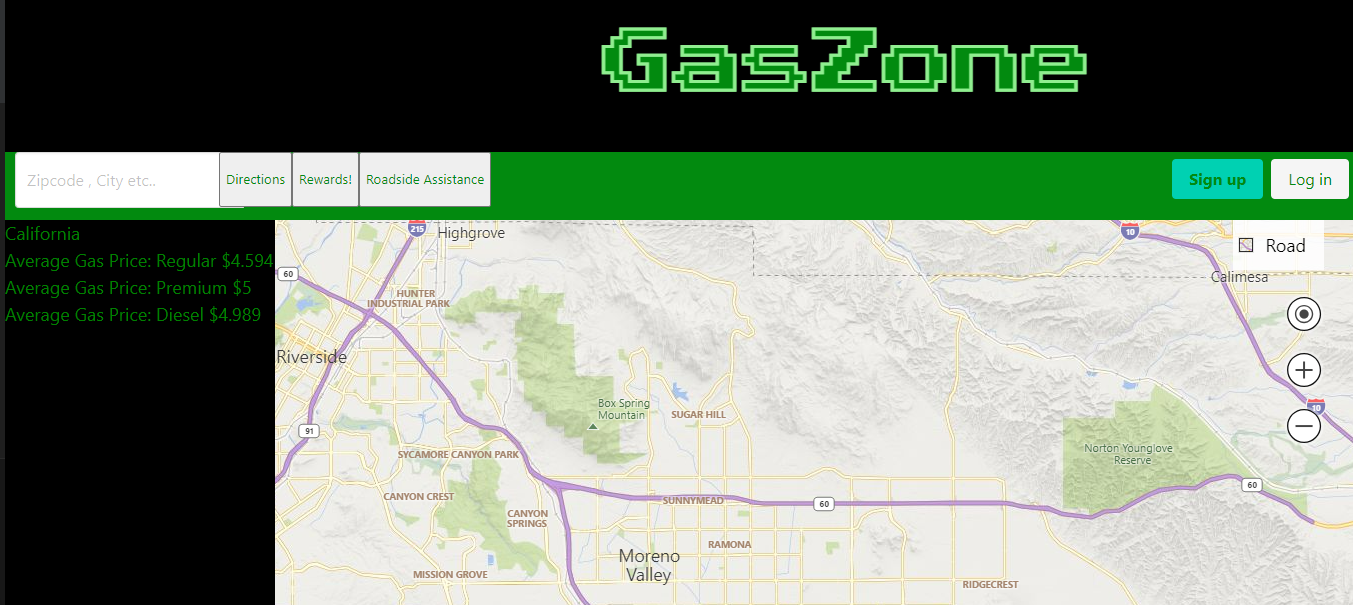 GasZone
Zipcode , City etc..
Directions
Rewards!
Roadside Assistance
Sign up
Log in
California
Average Gas Price: Regular $4.594
Average Gas Price: Premium $5
Average Gas Price: Diesel $4.989
215
Highgrove
10
Road
60
Calimesa
HUNTER
INDUSTRIAL PARK
Riverside
Box Spring
Mountain
SUGAR HILL
10
91
SYCAMORE CANYON PARK
Norton Younglove
Reserve
60
CANYON CREST
SUNNYMEAD
60
CANYON
SPRINGS
RAMONA
Moreno
Valley
MISSION GROVE
RIDGECREST